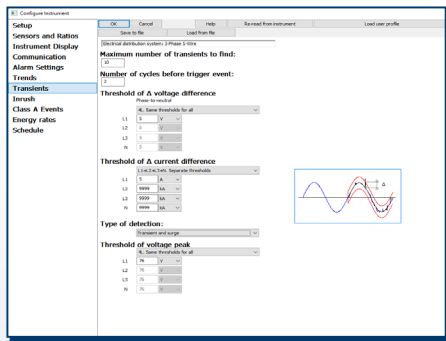 Configure Instrument
Setup
Sensors and Ratios
Instrument Display
Communication
Alarm Settings
Trends
Transients
Inrush
Class A Events
Energy rates
Schedule
OK Cancel Help Re-read from instrument Load user profile
Save to file Load from file
Electrical distribution system: 3-Phase 5-Wire
Maximum number of transients to find:
10
Number of cycles before trigger event:
2
Threshold of Δ voltage difference
Phase-to-neutral
4L. Same thresholds for all
L1 5 V
L2 5 V
L3 5 V
N 5 V
Threshold of Δ current difference
L1≠L2≠L3≠N. Separate thresholds
L1 5 A
L2 9999 kA
L3 9999 kA
N 9999 kA
Δ
Type of detection:
Transient and surge
Threshold of voltage peak
4L. Same thresholds for all
L1 76 V
L2 76 V
L3 76 V
N 76 V